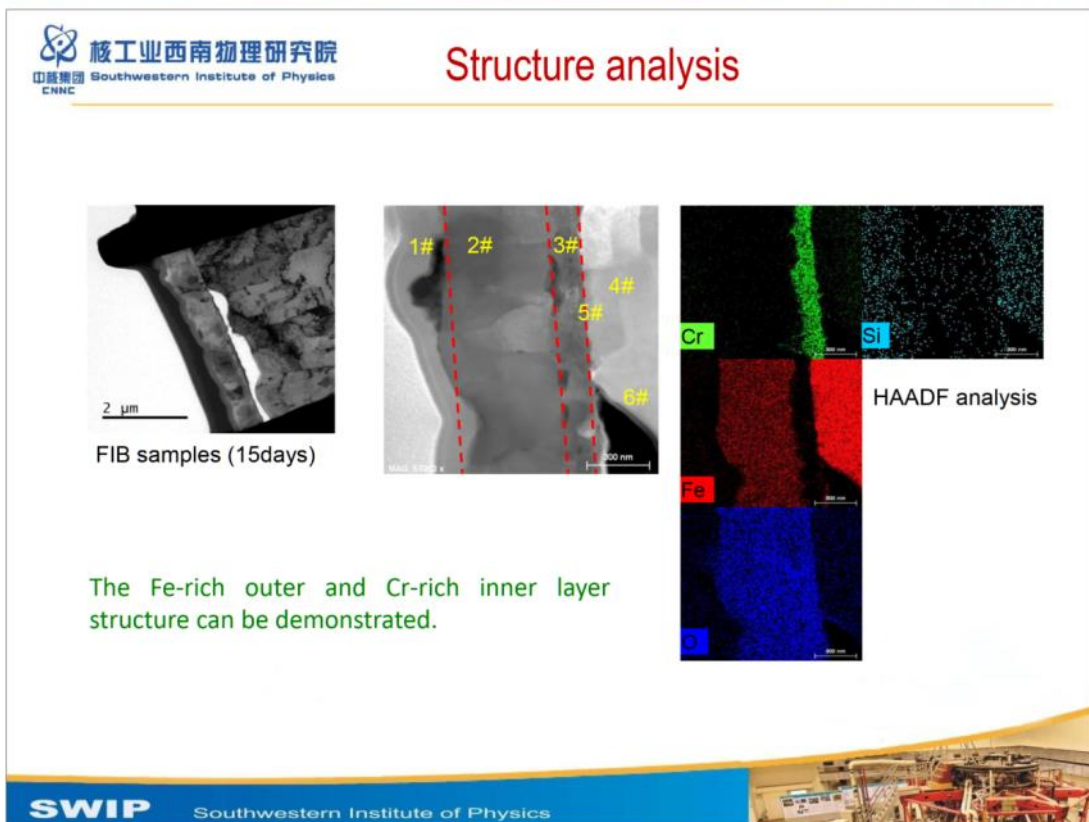 核工业西南物理研究院
中核集团 Southwestern Institute of Physics
CNNC
Structure analysis
1#
2#
3#
4#
5#
6#
300 nm
2 μm
FIB samples (15days)
Cr
Si
Fe
O
HAADF analysis
The Fe-rich outer and Cr-rich inner layer
structure can be demonstrated.
SWIP Southwestern Institute of Physics